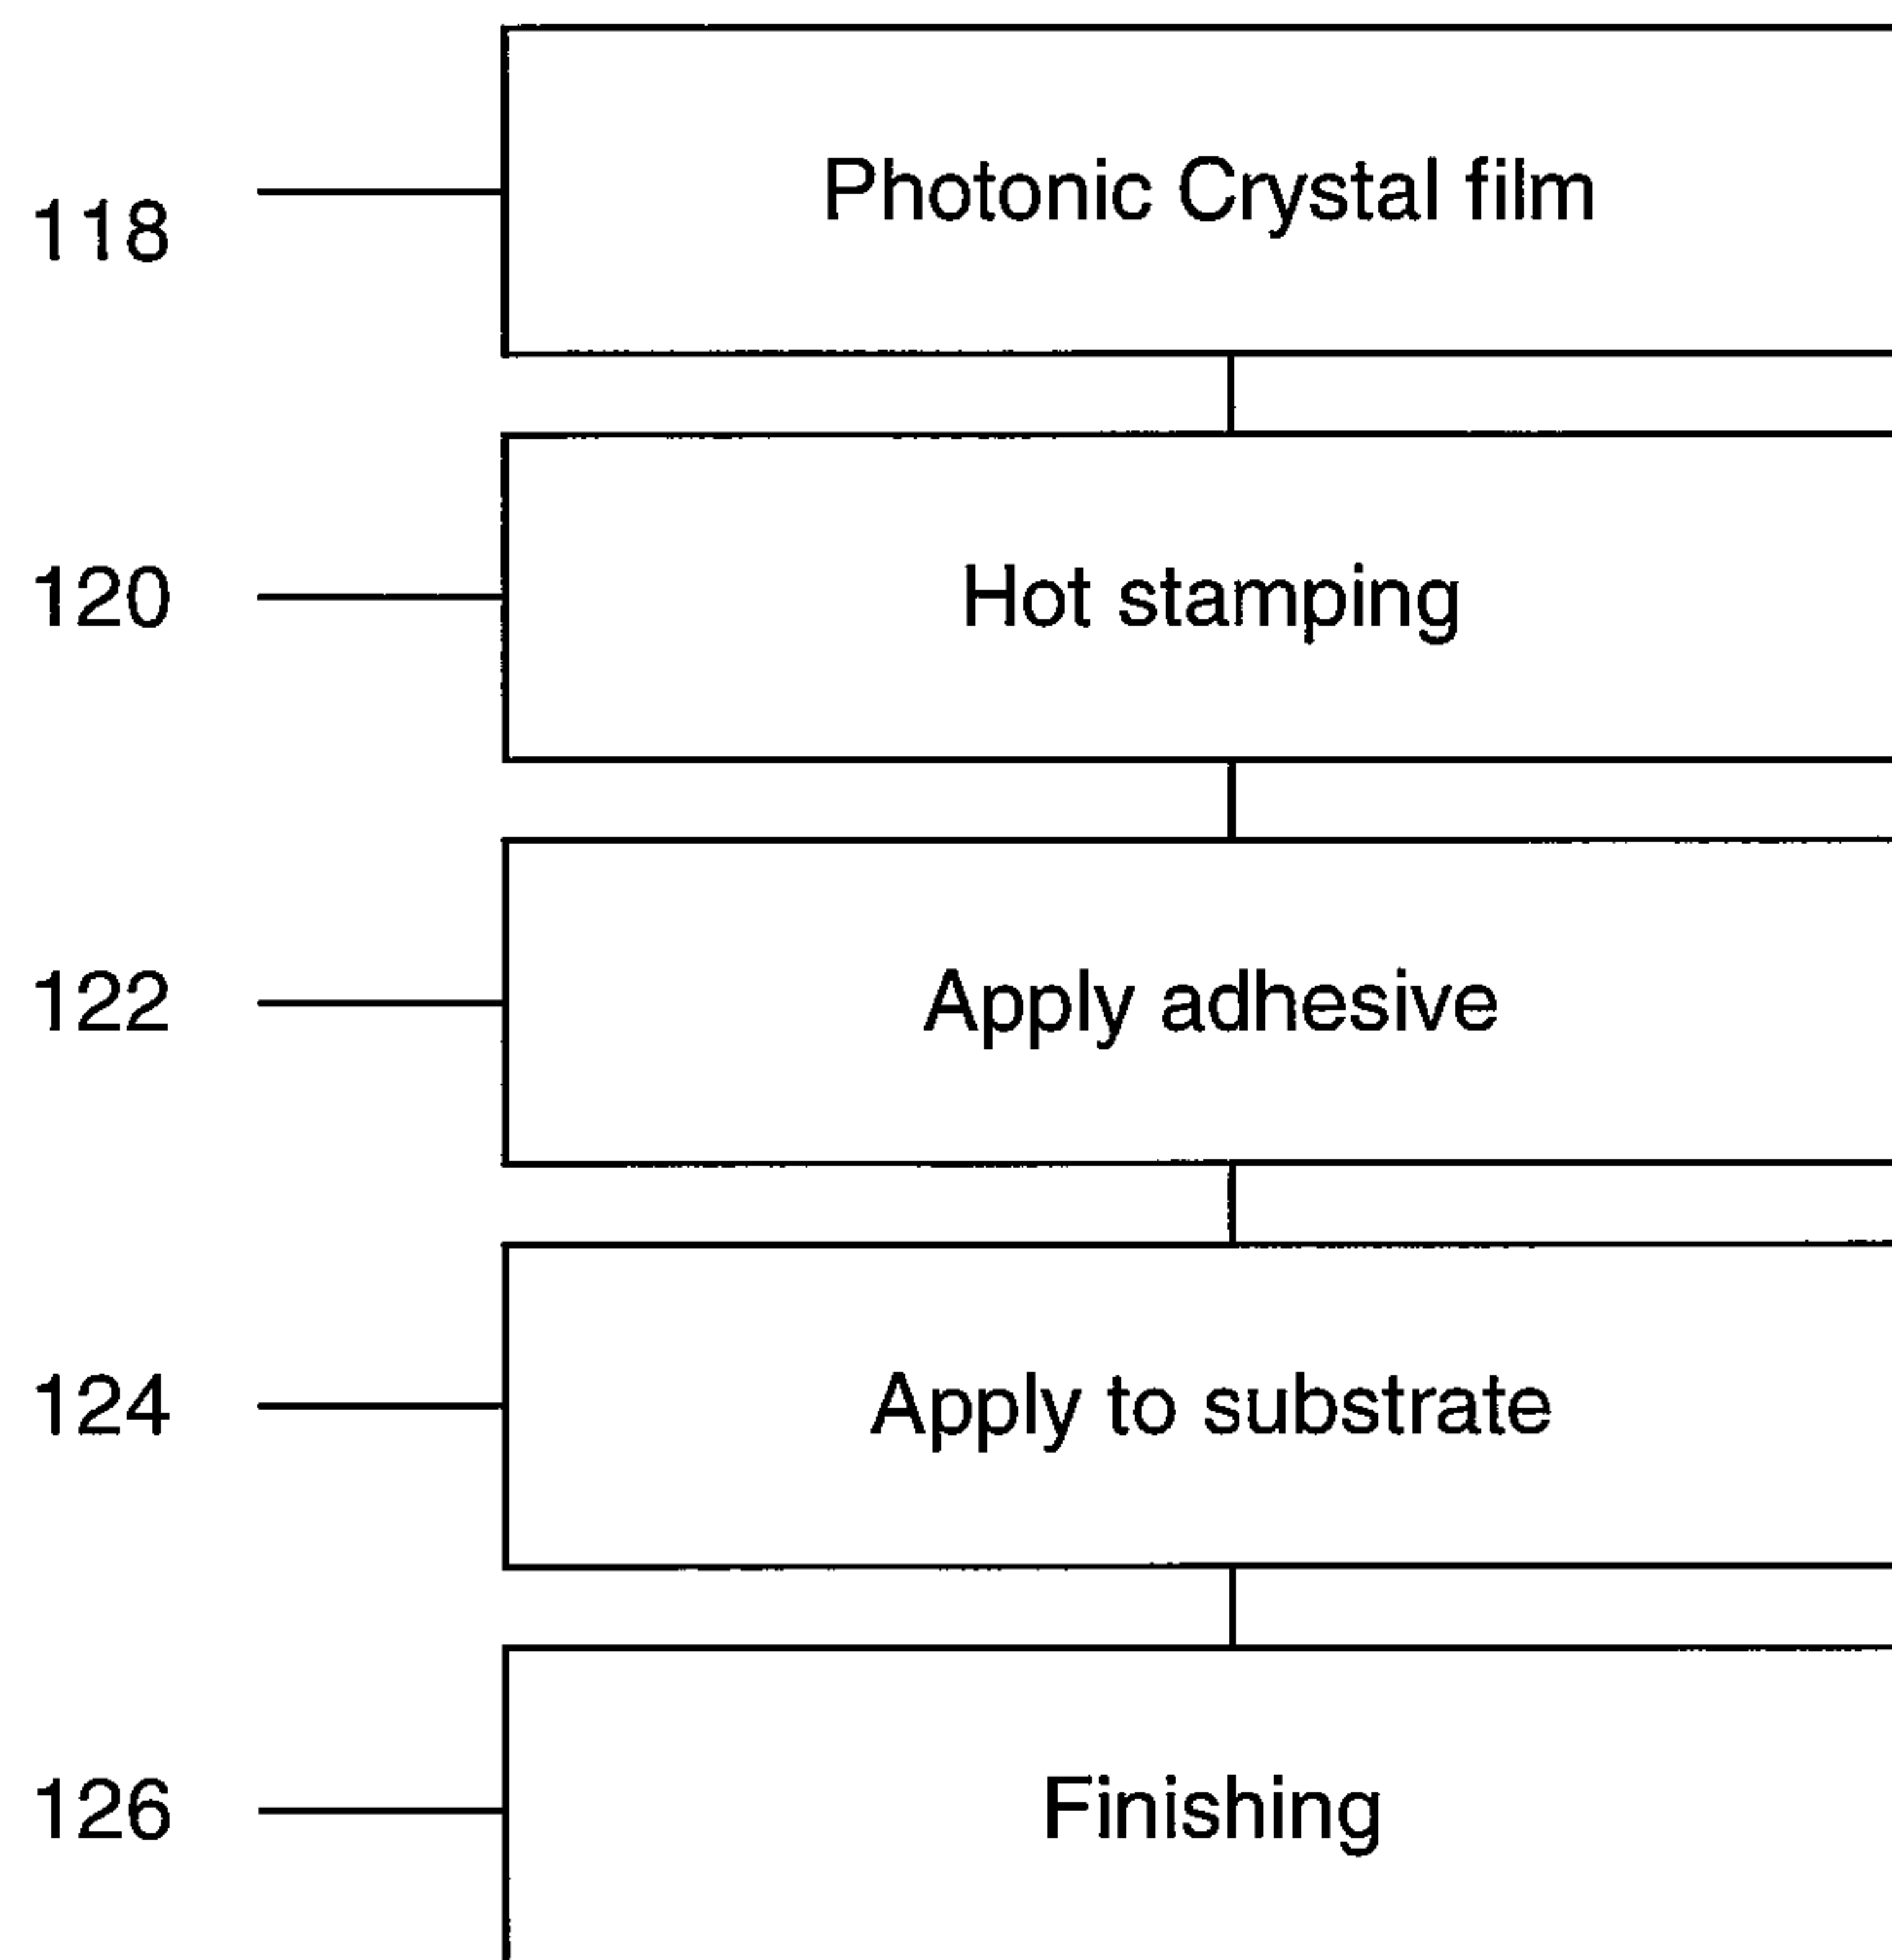 118 Photonic Crystal film
120 Hot stamping
122 Apply adhesive
124 Apply to substrate
126 Finishing